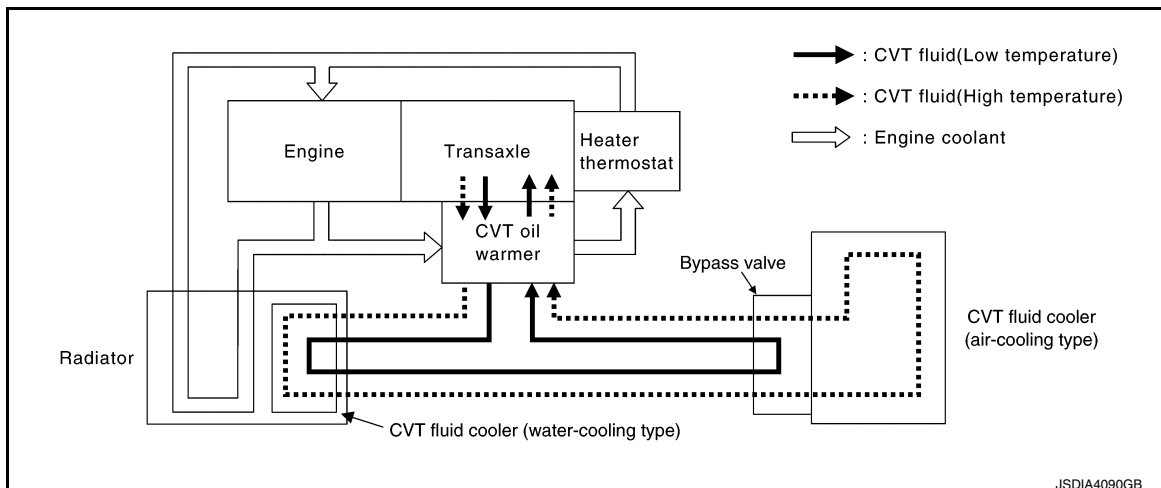 : CVT fluid(Low temperature)
: CVT fluid(High temperature)
: Engine coolant
Engine
Transaxle
Heater
thermostat
CVT oil
warmer
Bypass valve
CVT fluid cooler
(air-cooling type)
Radiator
CVT fluid cooler (water-cooling type)
JSDIA4090GB